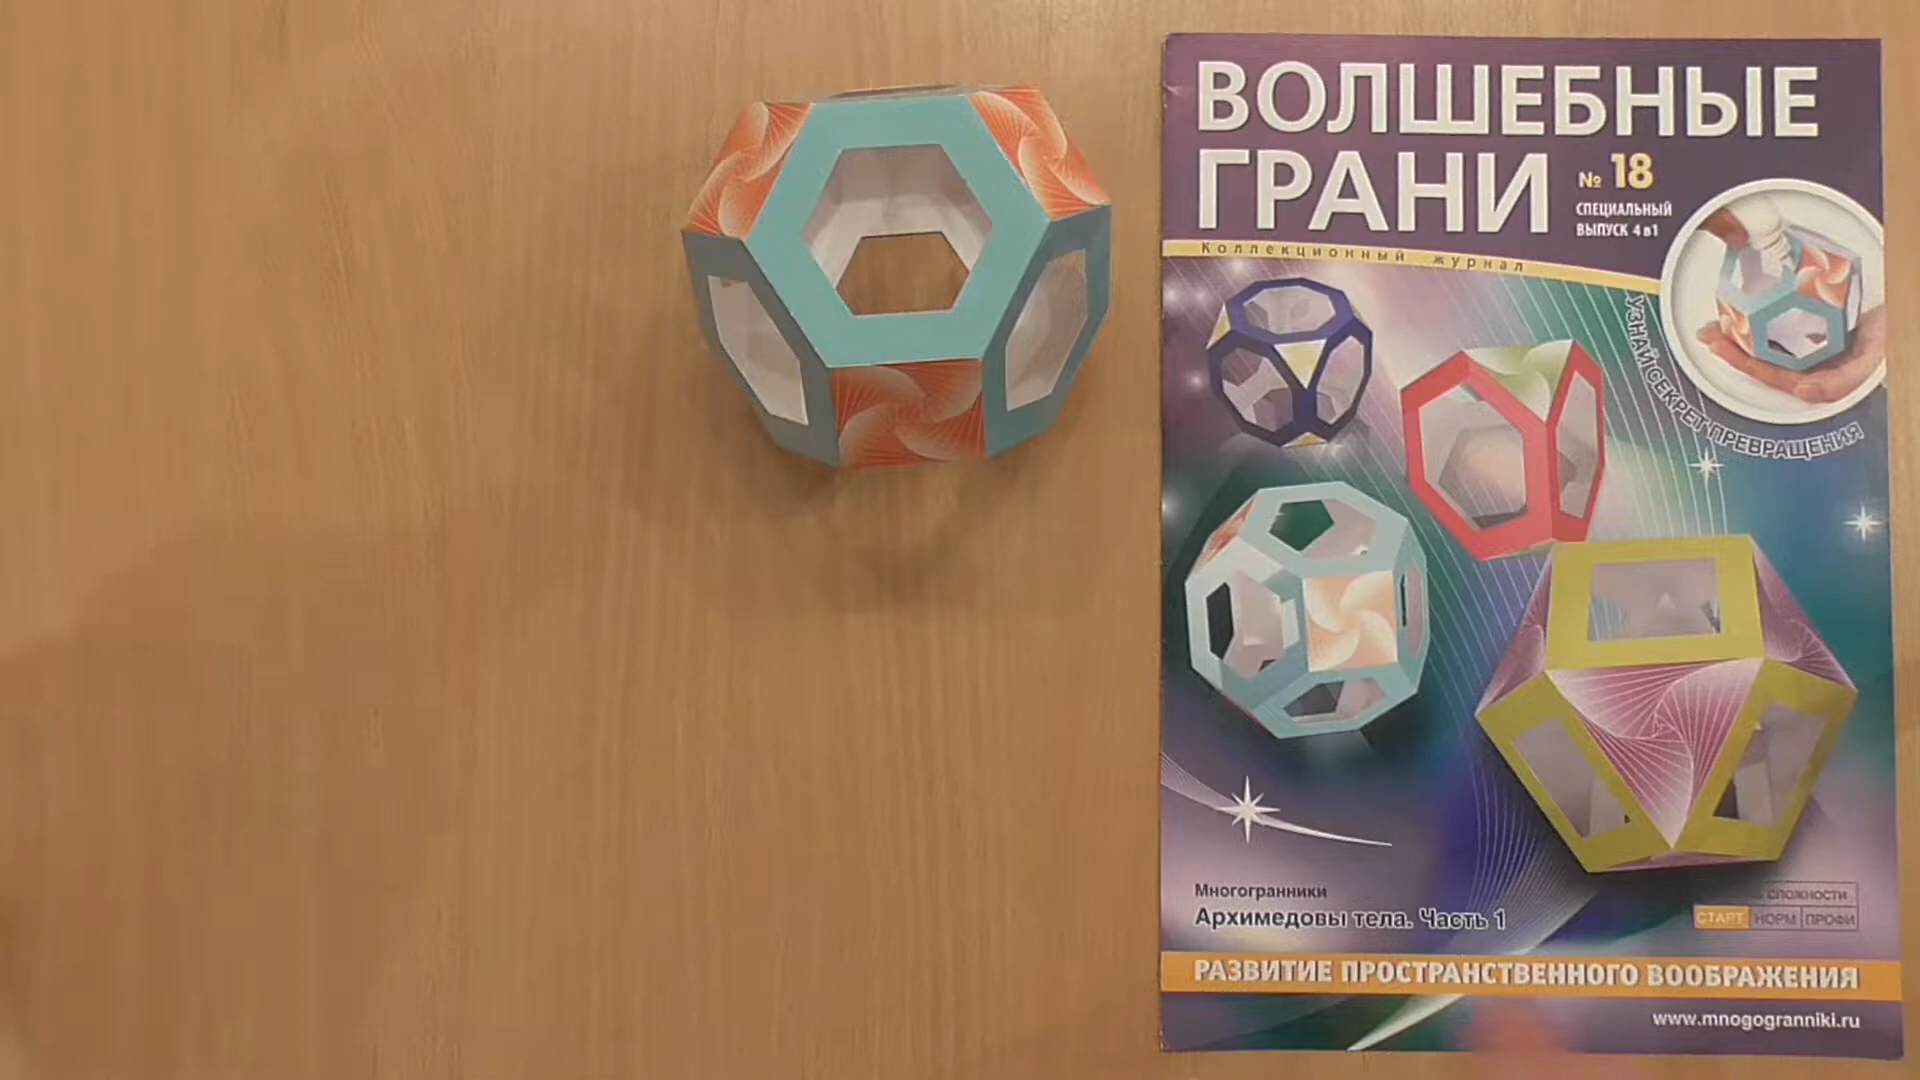 ВОЛШЕБНЫЕ
ГРАНИ
№ 18
СПЕЦИАЛЬНЫЙ
ВЫПУСК 4 в 1
Коллекционный журнал
УЗНАЙ СЕКРЕТ ПРЕВРАЩЕНИЯ
Многогранники
Архимедовы тела. Часть 1
СЛОЖНОСТИ
СТАРТ НОРМ ПРОФИ
РАЗВИТИЕ ПРОСТРАНСТВЕННОГО ВООБРАЖЕНИЯ
www.mnogogranniki.ru